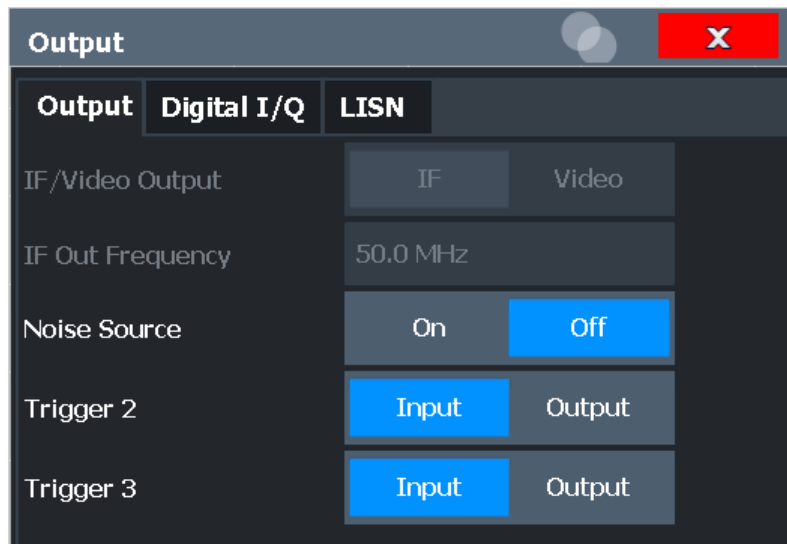 Output
X
Output Digital I/Q LISN
IF/Video Output IF Video
IF Out Frequency 50.0 MHz
Noise Source On Off
Trigger 2 Input Output
Trigger 3 Input Output